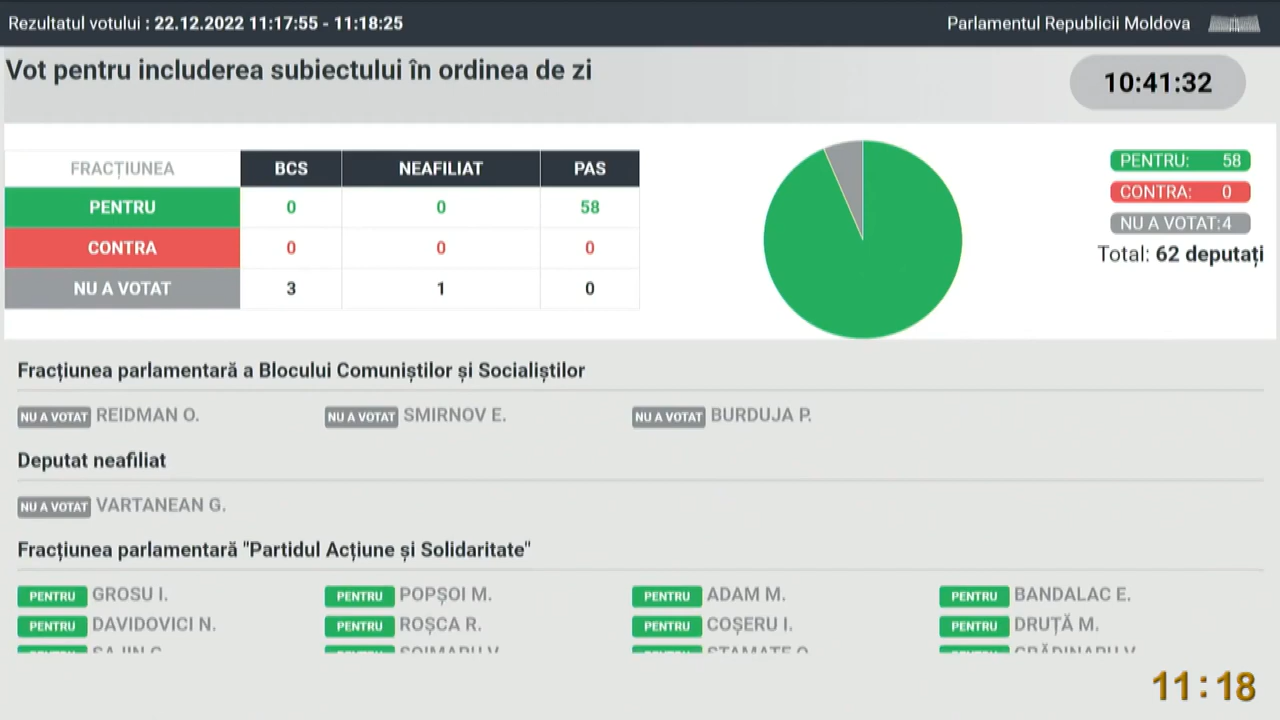 Rezultatul votului : 22.12.2022 11:17:55 - 11:18:25
Parlamentul Republicii Moldova
Vot pentru includerea subiectului în ordinea de zi
10:41:32
FRACȚIUNEA BCS NEAFILIAT PAS
PENTRU 0 0 58
CONTRA 0 0 0
NU A VOTAT 3 1 0
PENTRU: 58
CONTRA: 0
NU A VOTAT:4
Total: 62 deputați
Fracțiunea parlamentară a Blocului Comuniștilor și Socialiștilor
NU A VOTAT REIDMAN O. NU A VOTAT SMIRNOV E. NU A VOTAT BURDUJA P.
Deputat neafiliat
NU A VOTAT VARTANEAN G.
Fracțiunea parlamentară "Partidul Acțiune și Solidaritate"
PENTRU GROSU I. PENTRU POPȘOI M. PENTRU ADAM M. PENTRU BANDALAC E.
PENTRU DAVIDOVICI N. PENTRU ROȘCA R. PENTRU COȘERU I. PENTRU DRUȚĂ M.
11:18